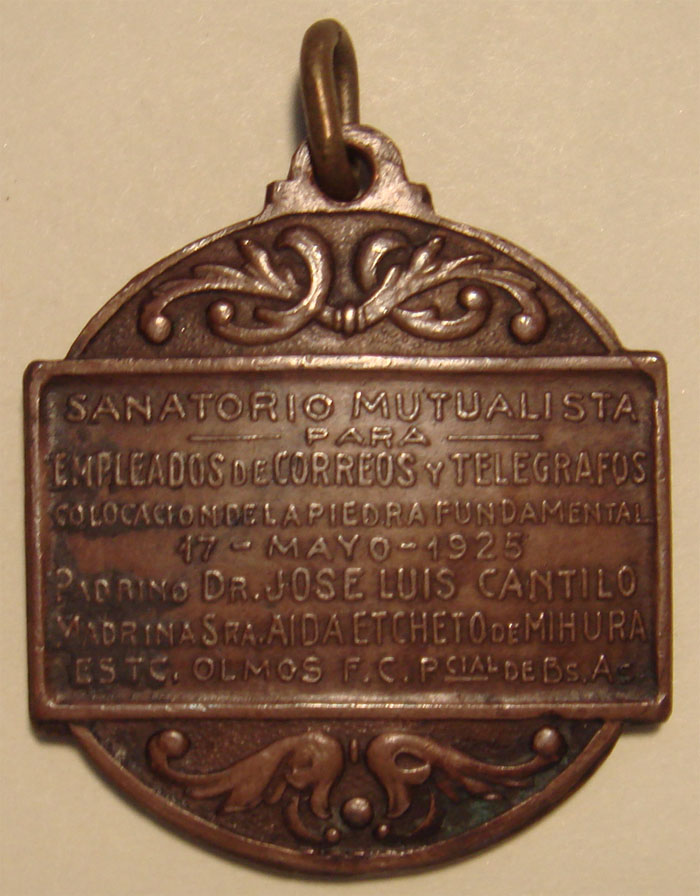 SANATORIO MUTUALISTA
PARA
EMPLEADOS DE CORREOS Y TELEGRAFOS
COLOCACION DE LA PIEDRA FUNDAMENTAL
17 - MAYO - 1925
PADRINO DR. JOSE LUIS CANTILO
MADRINA SRA. AIDA ETCHETO DE MIHURA
ESTC. OLMOS F. C. PCIAL DE BS. AS.